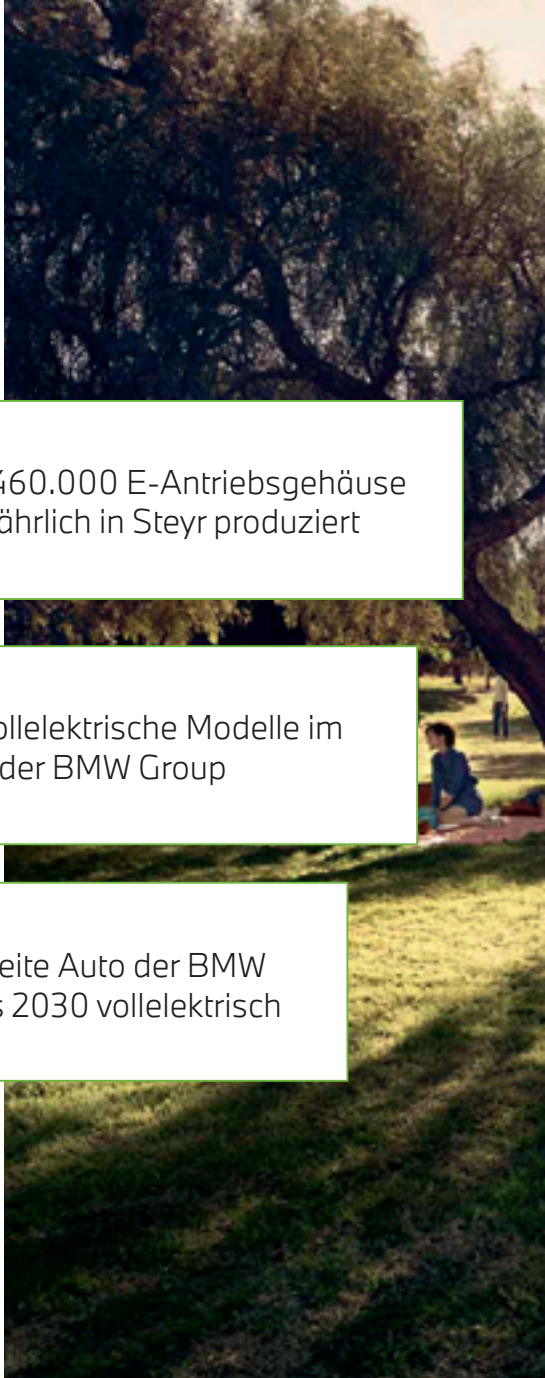 460.000 E-Antriebsgehäuse
ährlich in Steyr produziert
ollelektrische Modelle im
der BMW Group
eite Auto der BMW
s 2030 vollelektrisch